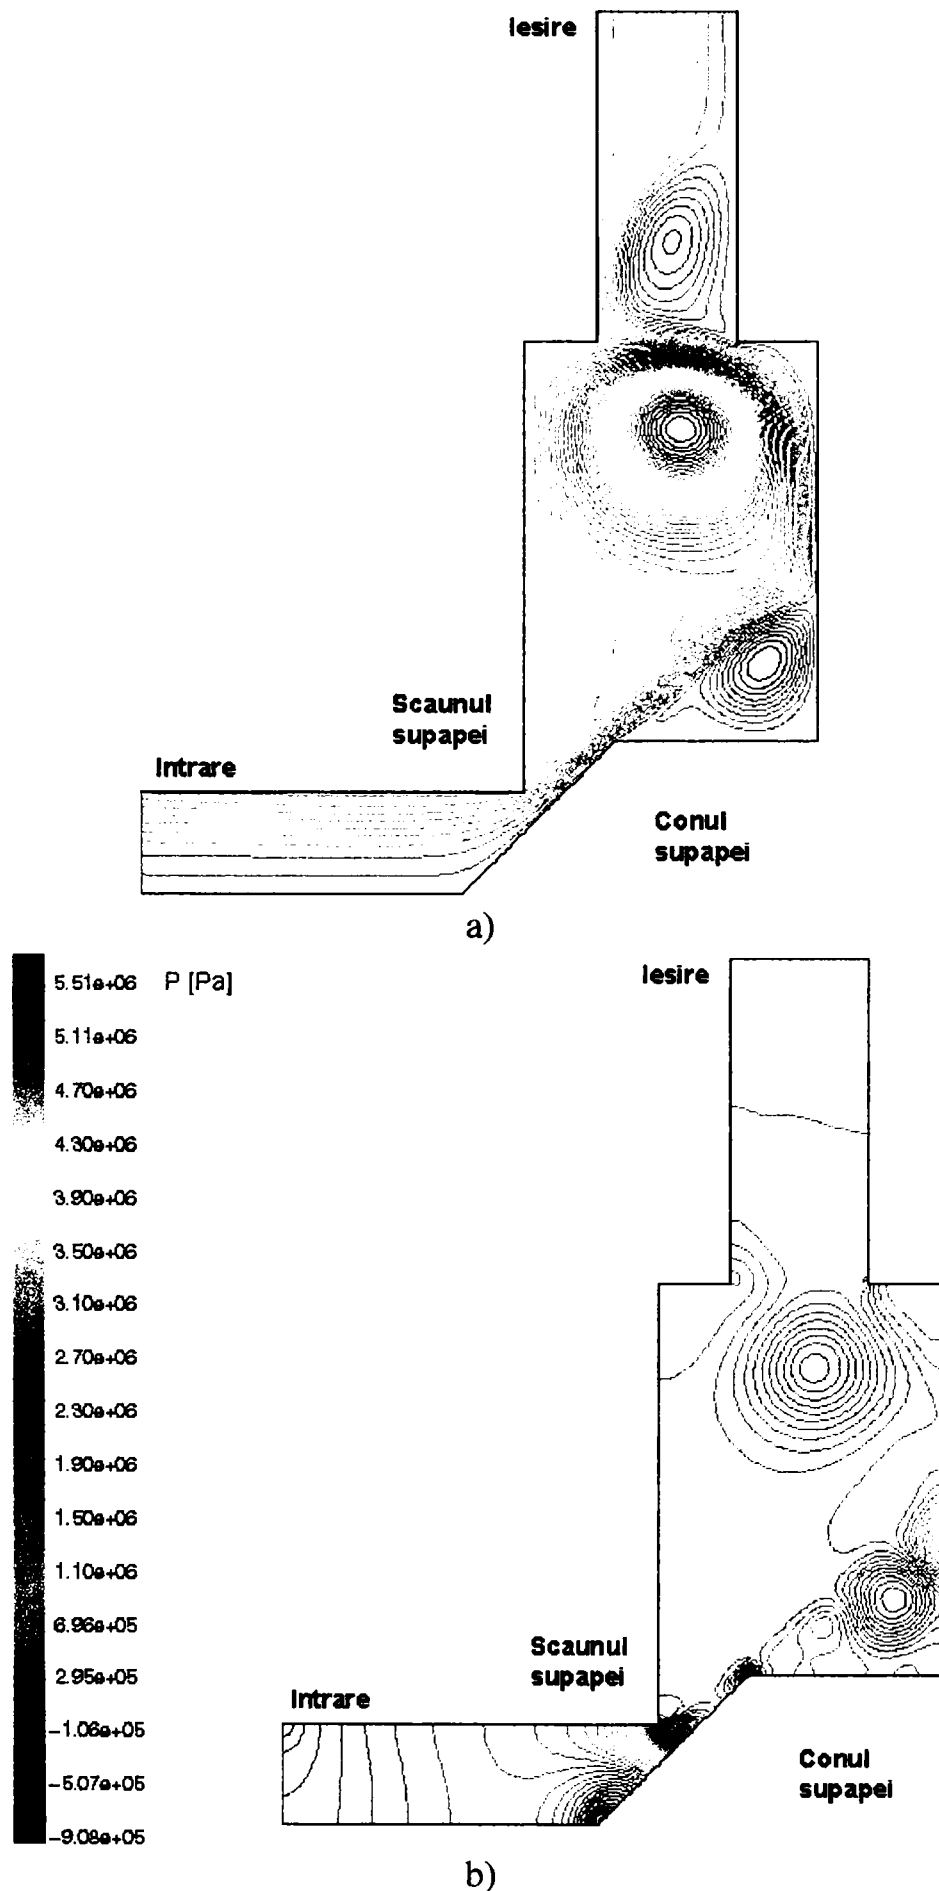 Iesire
Scaunul
supapei
Intrare
Conul
supapei
a)
5.51e+06 P [Pa]
5.11e+06
4.70e+06
4.30e+06
3.90e+06
3.50e+06
3.10e+06
2.70e+06
2.30e+06
1.90e+06
1.50e+06
1.10e+06
6.96e+05
2.95e+05
-1.06e+05
-5.07e+05
-9.08e+05
Iesire
Scaunul
supapei
Intrare
Conul
supapei
b)